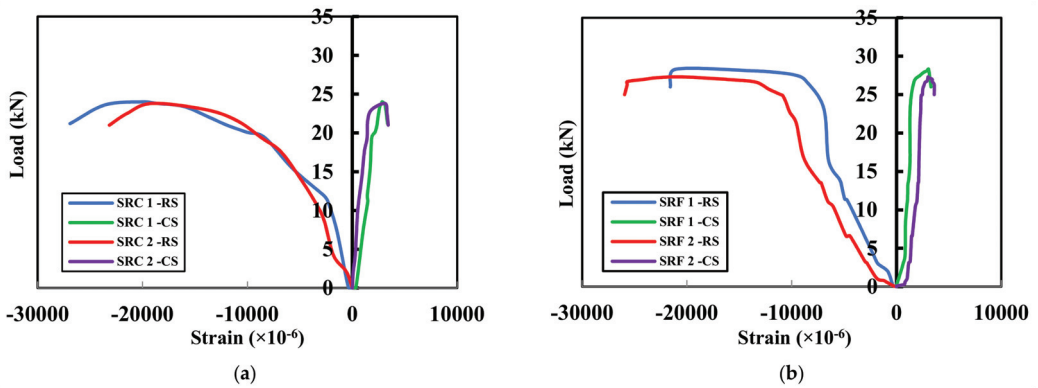 35
30
25
20
15
10
5
0
Load (kN)
SRC 1 -RS
SRC 1 -CS
SRC 2 -RS
SRC 2 -CS
-30000 -20000 -10000 0 10000
Strain (×10-6)
(a)
35
30
25
20
15
10
5
0
Load (kN)
SRF 1 -RS
SRF 1 -CS
SRF 2 -RS
SRF 2 -CS
-30000 -20000 -10000 0 10000
Strain (×10-6)
(b)